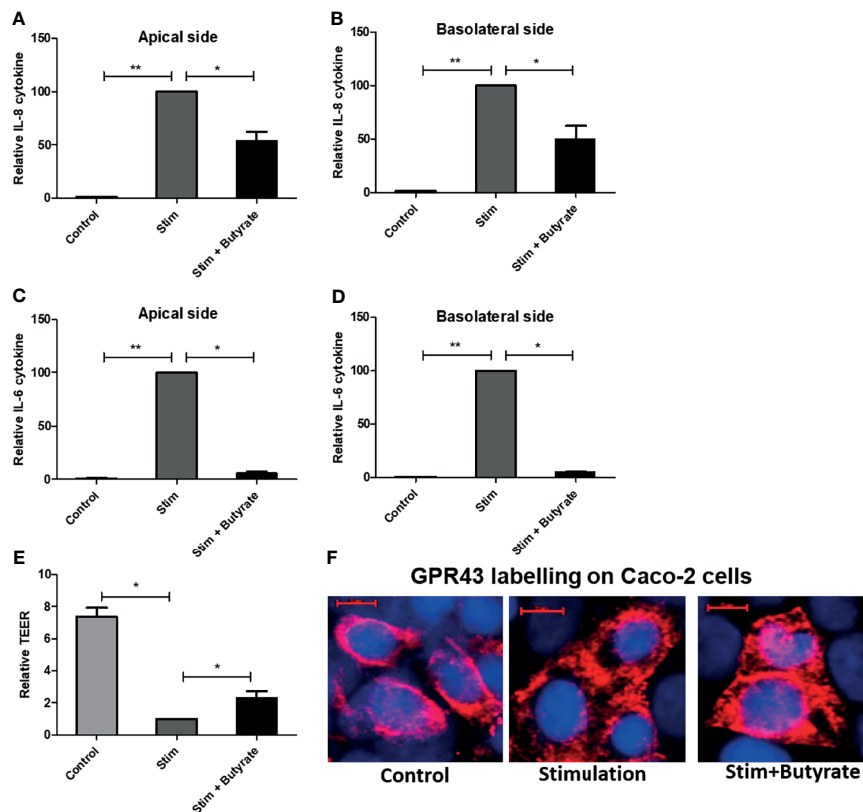 A
Apical side
Relative IL-8 cytokine
150
100
50
0
**
*
Control
Stim
Stim + Butyrate
B
Basolateral side
Relative IL-8 cytokine
150
100
50
0
**
*
Control
Stim
Stim + Butyrate
C
Apical side
Relative IL-6 cytokine
150
100
50
0
**
*
Control
Stim
Stim + Butyrate
D
Basolateral side
Relative IL-6 cytokine
150
100
50
0
**
*
Control
Stim
Stim + Butyrate
E
Relative TEER
10
8
6
4
2
0
*
*
Control
Stim
Stim + Butyrate
F
GPR43 labelling on Caco-2 cells
Control
Stimulation
Stim+Butyrate